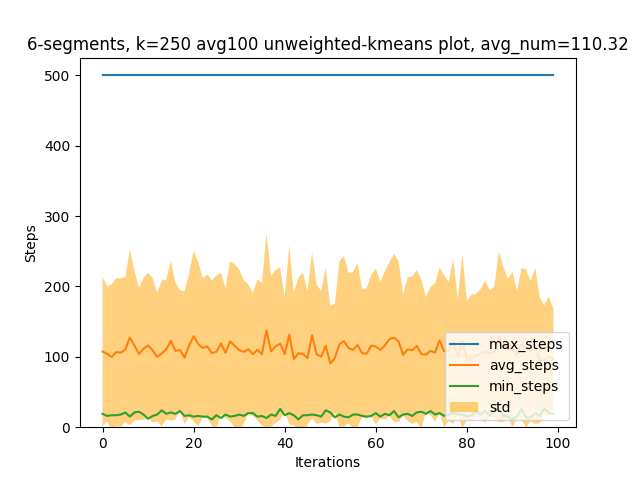 6-segments, k=250 avg100 unweighted-kmeans plot, avg_num=110.32
500
400
300
200
100
0
Steps
max_steps
avg_steps
min_steps
std
0 20 40 60 80 100
Iterations